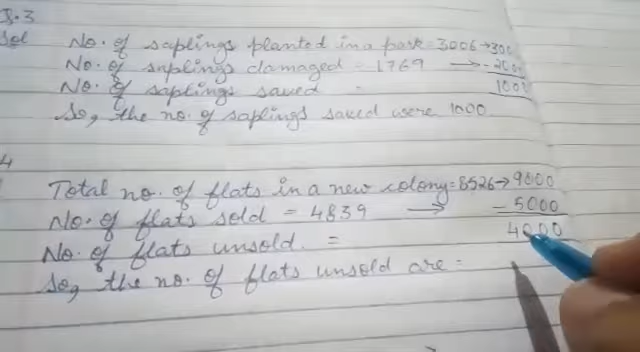 Q.3
Sol No. of saplings planted in a park = 3006 → 300
No. of saplings damaged = 1769 → - 2000
No. of saplings saved = 1000
So, the no. of saplings saved were 1000.
4
Total no. of flats in a new colony = 8526 → 9000
No. of flats sold = 4839 → - 5000
No. of flats unsold. = 4000
So, the no. of flats unsold are =